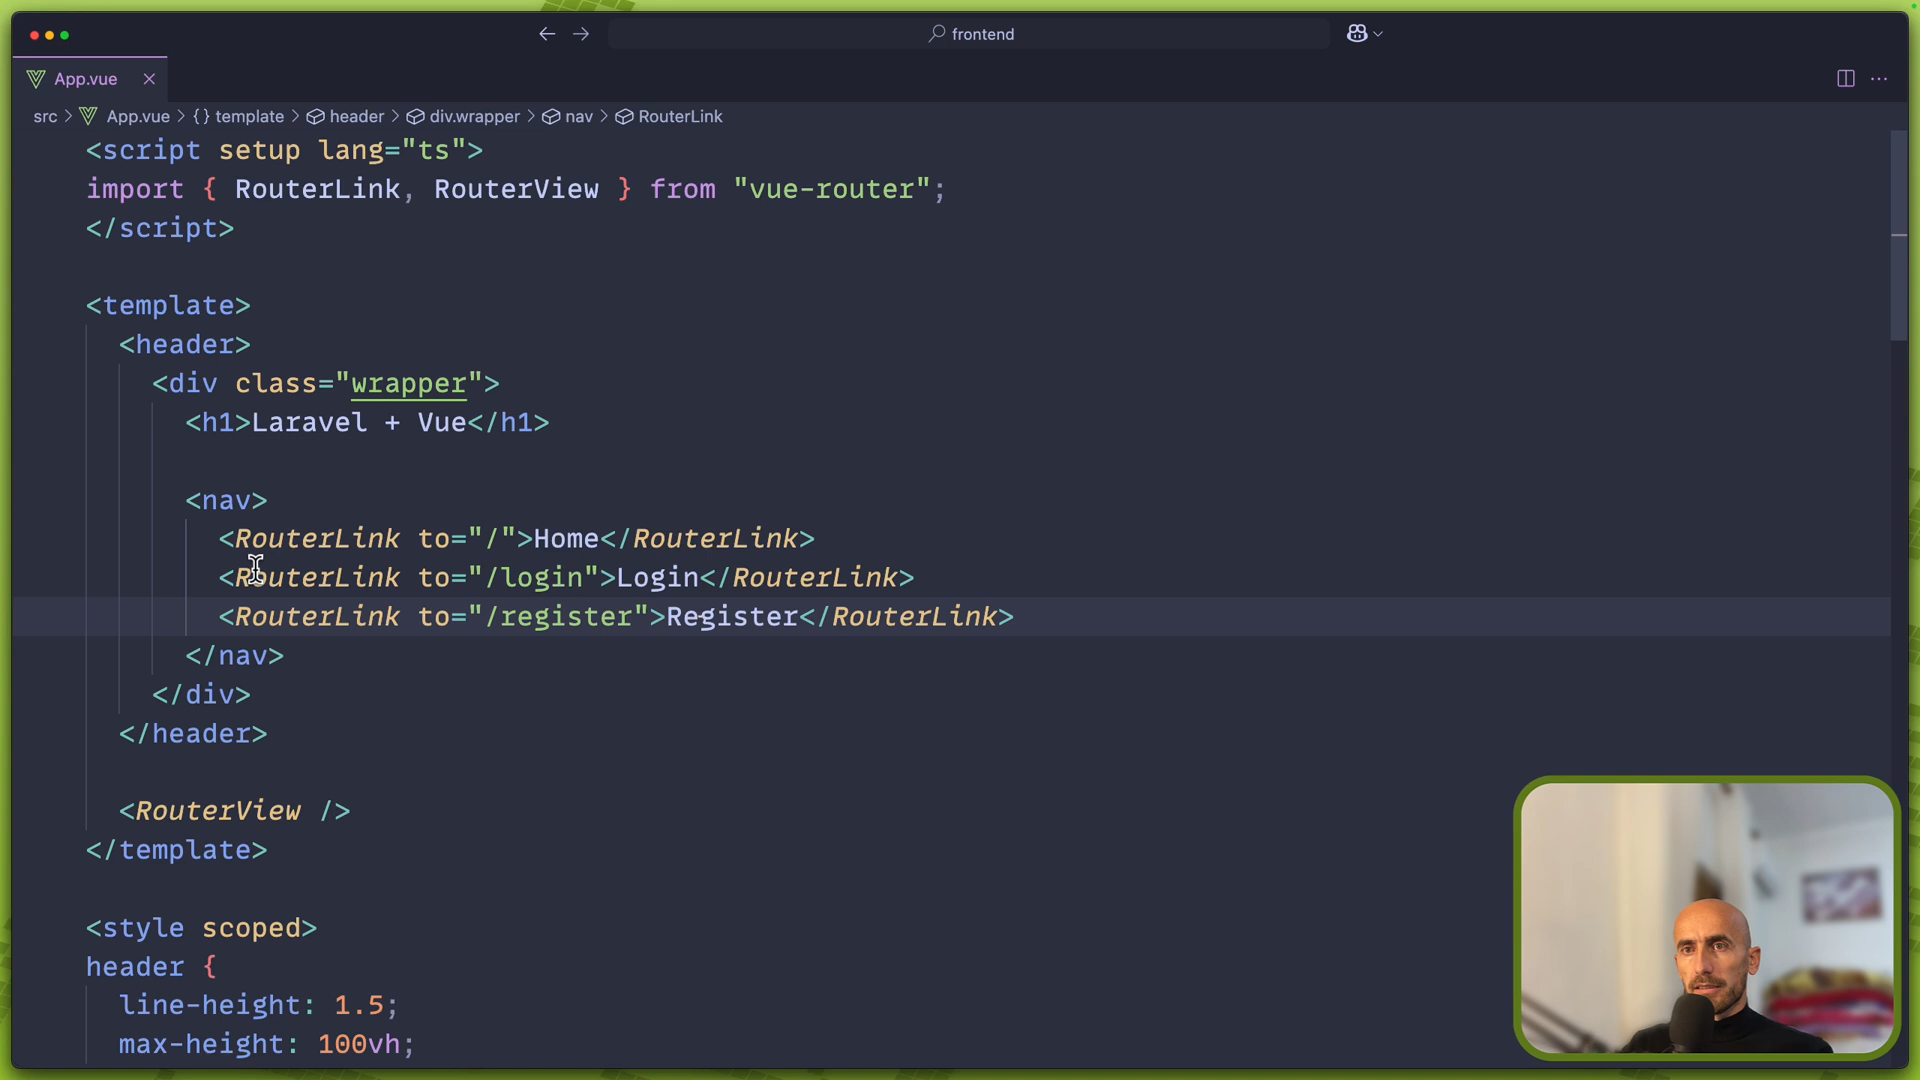 frontend
App.vue
src > App.vue > {} template > header > div.wrapper > nav > RouterLink
<script setup lang="ts">
import { RouterLink, RouterView } from "vue-router";
</script>
<template>
<header>
<div class="wrapper">
<h1>Laravel + Vue</h1>
<nav>
<RouterLink to="/">Home</RouterLink>
<RouterLink to="/login">Login</RouterLink>
<RouterLink to="/register">Register</RouterLink>
</nav>
</div>
</header>
<RouterView />
</template>
<style scoped>
header {
line-height: 1.5;
max-height: 100vh;